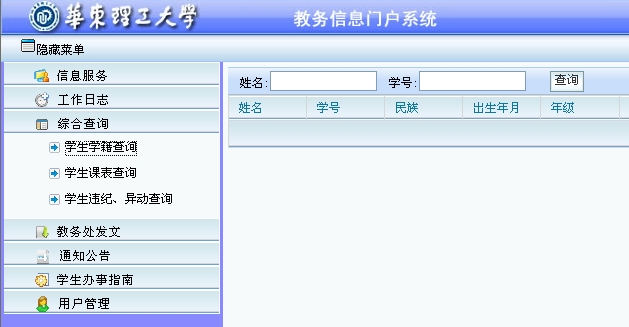 華東理工大學 教务信息门户系统
隐藏菜单
信息服务
工作日志
综合查询
学生学籍查询
学生课表查询
学生违纪、异动查询
教务处发文
通知公告
学生办事指南
用户管理
姓名: 学号: 查询
姓名 学号 民族 出生年月 年级